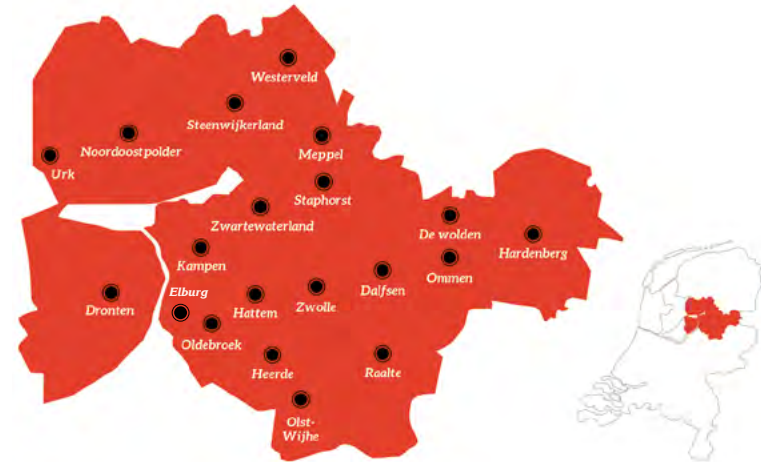 Westerveld
Steenwijkerland
Noordoostpolder
Meppel
Urk
Staphorst
Zwartewaterland
De wolden
Hardenberg
Kampen
Ommen
Dalfsen
Elburg
Dronten
Hattem
Zwolle
Oldebroek
Heerde
Raalte
Olst-
Wijhe